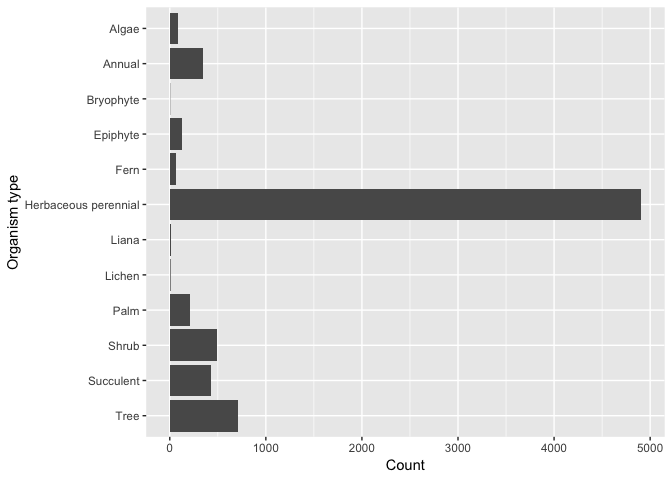 Algae
Annual
Bryophyte
Epiphyte
Fern
Herbaceous perennial
Liana
Lichen
Palm
Shrub
Succulent
Tree
Organism type
0 1000 2000 3000 4000 5000
Count